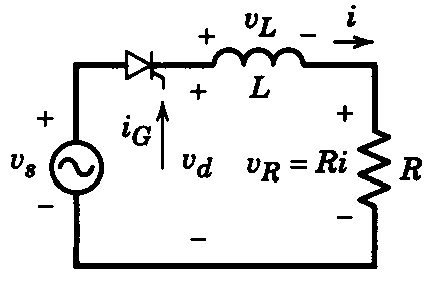 + v_L − i
L
+ + +
i_G
v_s v_d v_R = Ri R
− − −